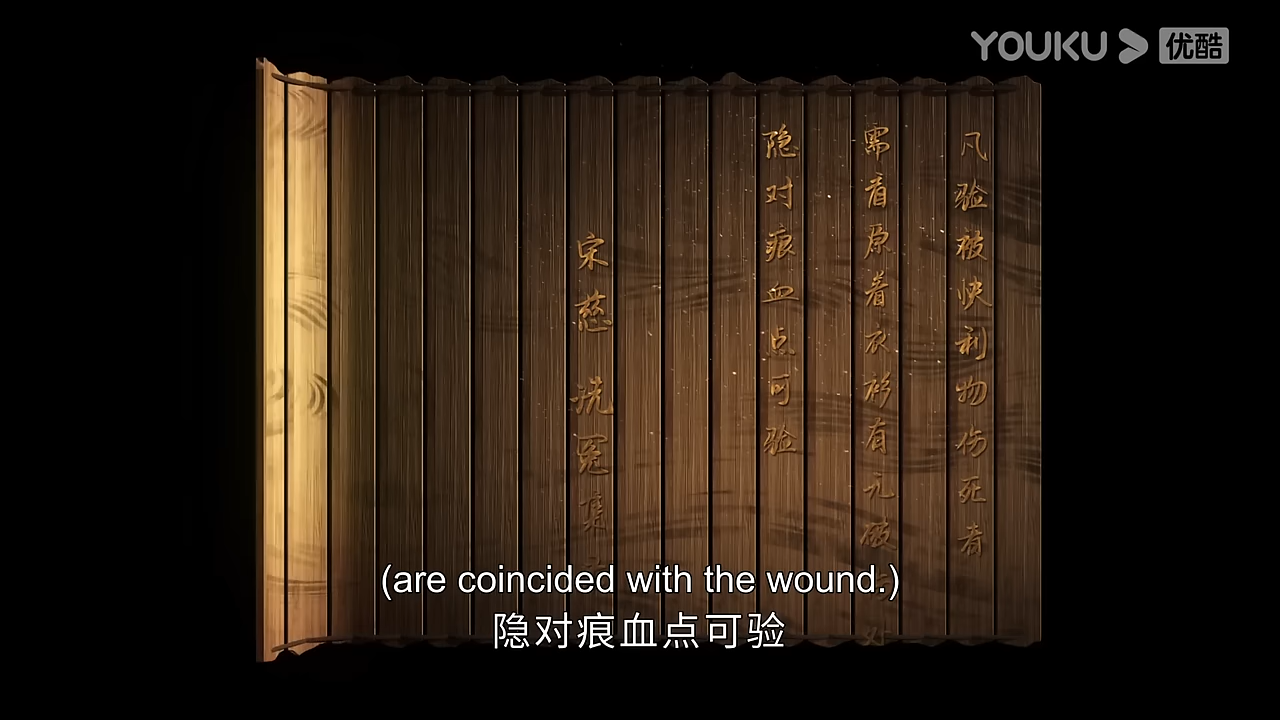 YOUKU 优酷
凡验被快利物伤死者
需看原着衣衫有无破 处
隐对痕血点可验
宋慈 洗冤集
(are coincided with the wound.)
隐对痕血点可验